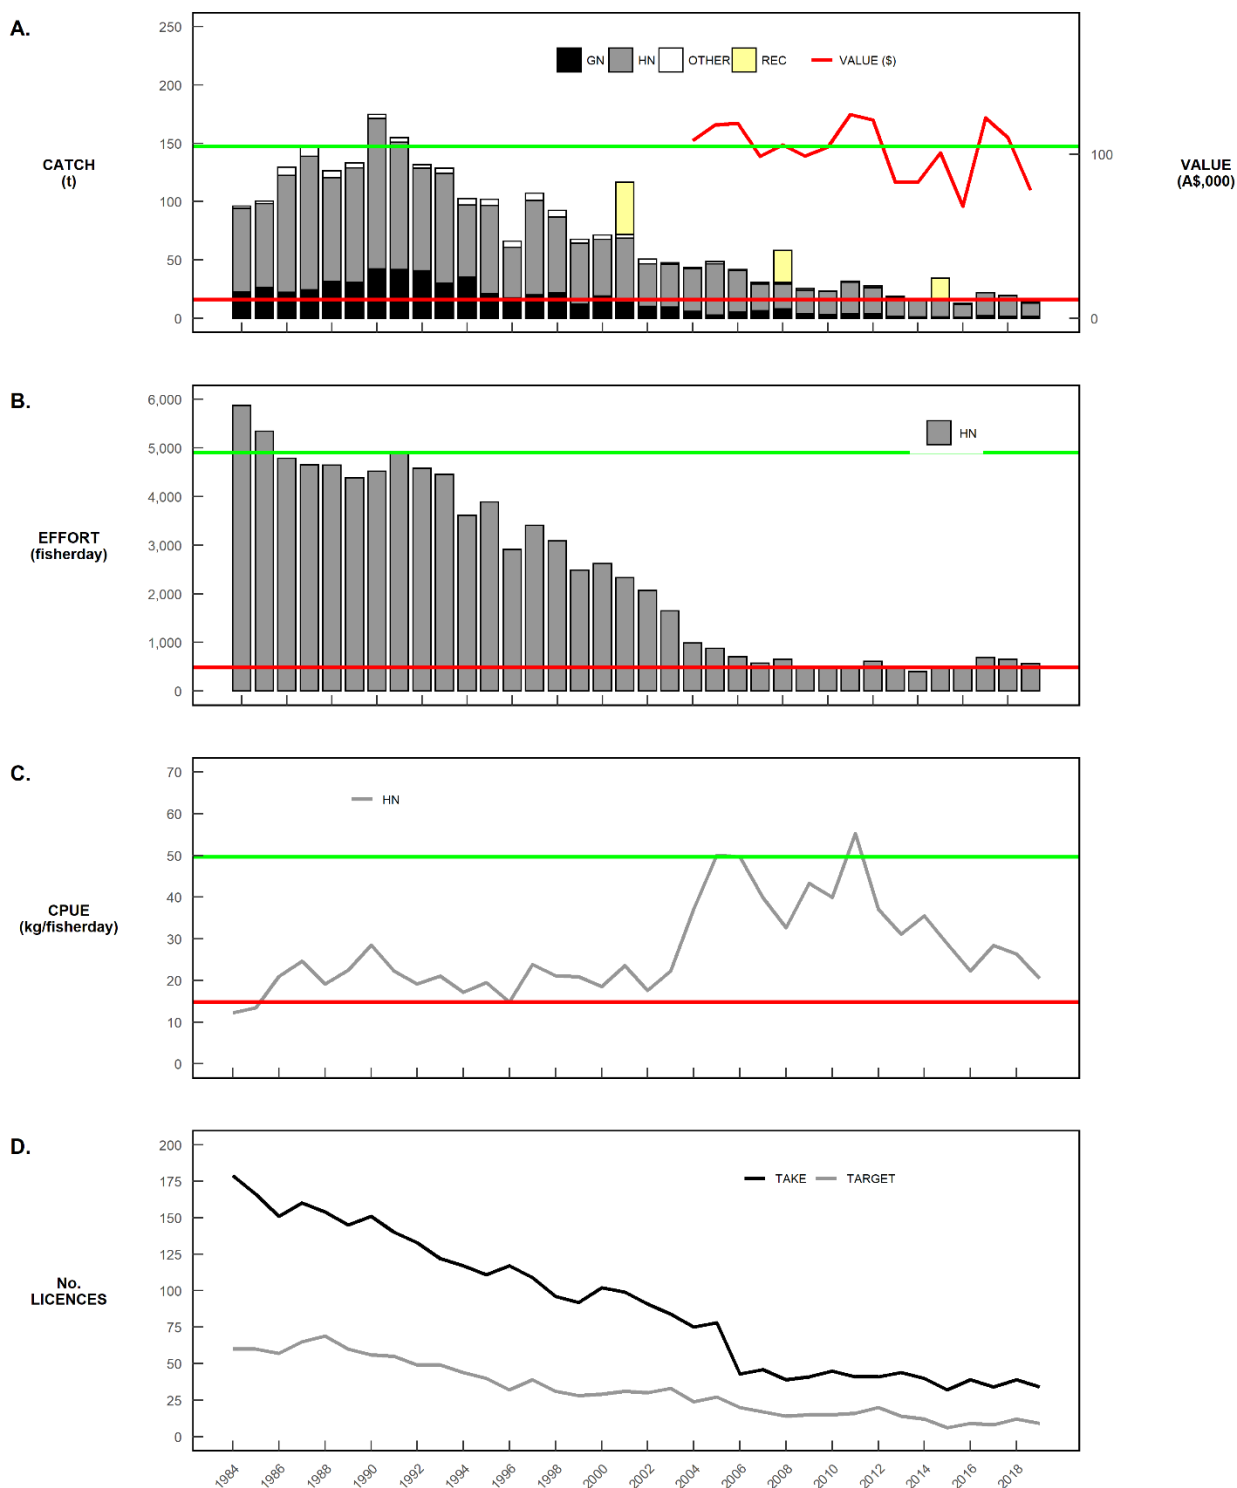 A.
CATCH
(t)
250
200
150
100
50
0
GN HN OTHER REC VALUE ($)
100
0
VALUE
(A$,000)
B.
EFFORT
(fisherday)
6,000
5,000
4,000
3,000
2,000
1,000
0
HN
C.
CPUE
(kg/fisherday)
70
60
50
40
30
20
10
0
HN
D.
No.
LICENCES
200
175
150
125
100
75
50
25
0
TAKE TARGET
1984 1986 1988 1990 1992 1994 1996 1998 2000 2002 2004 2006 2008 2010 2012 2014 2016 2018